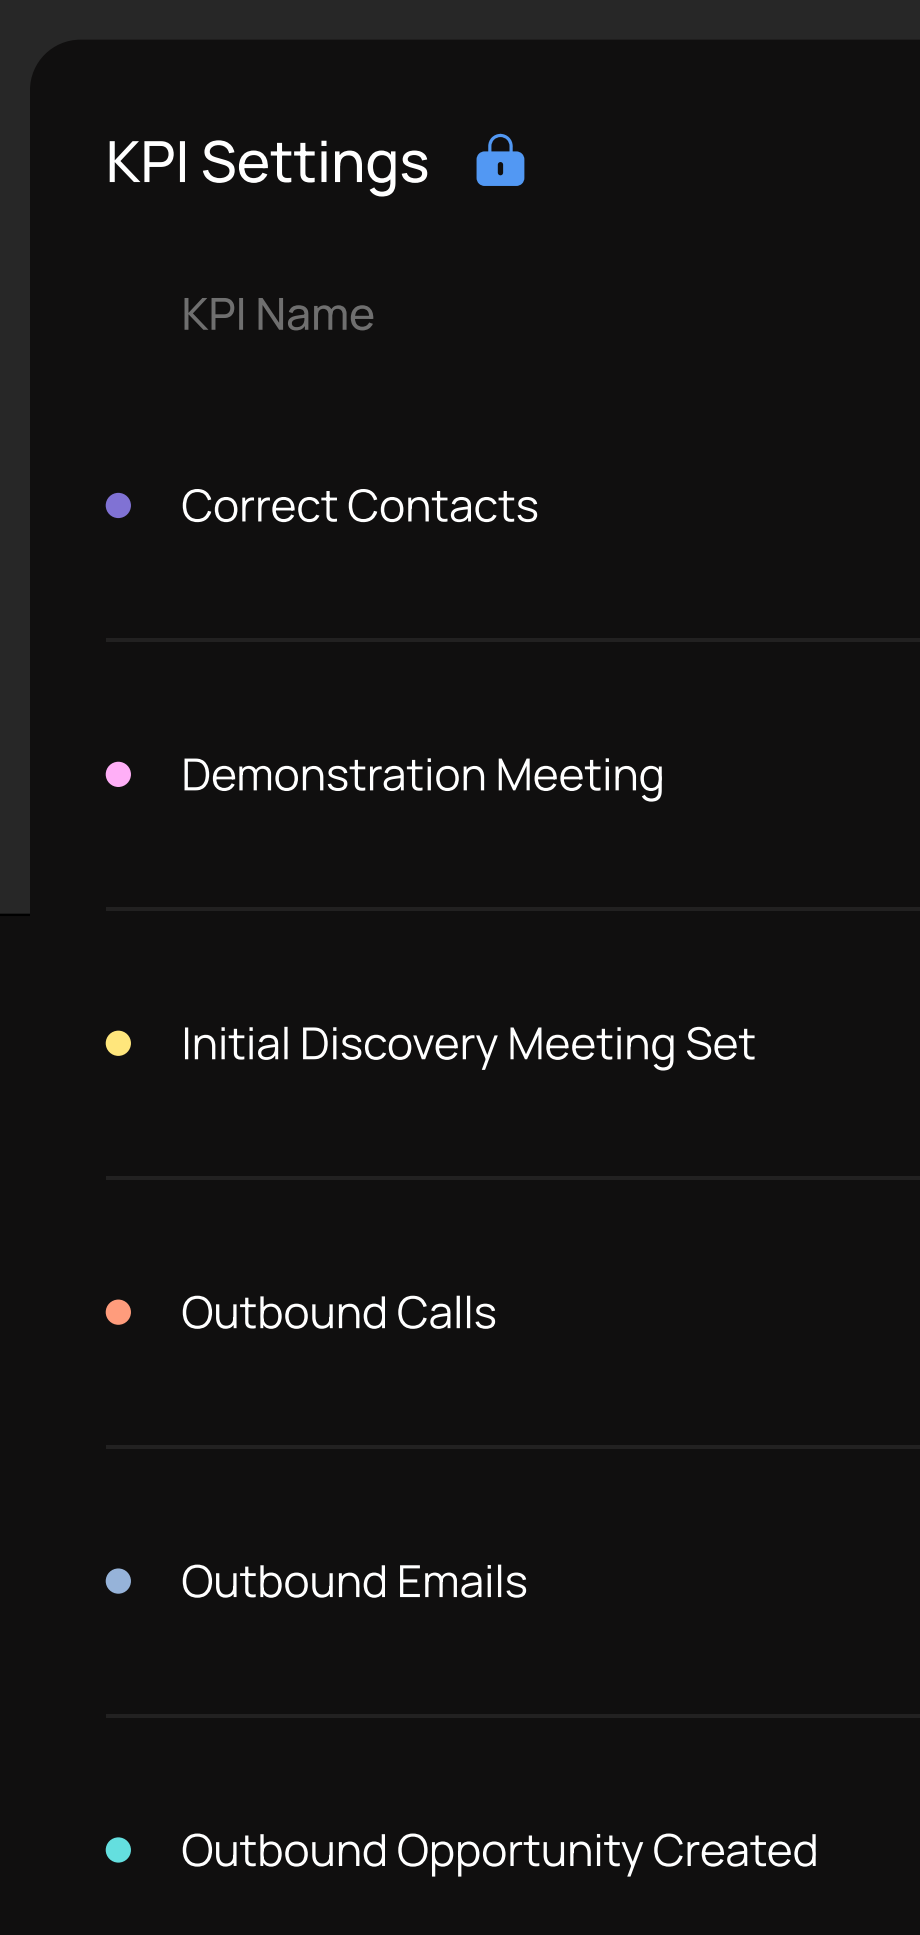 KPI Settings
KPI Name
Correct Contacts
Demonstration Meeting
Initial Discovery Meeting Set
Outbound Calls
Outbound Emails
Outbound Opportunity Created